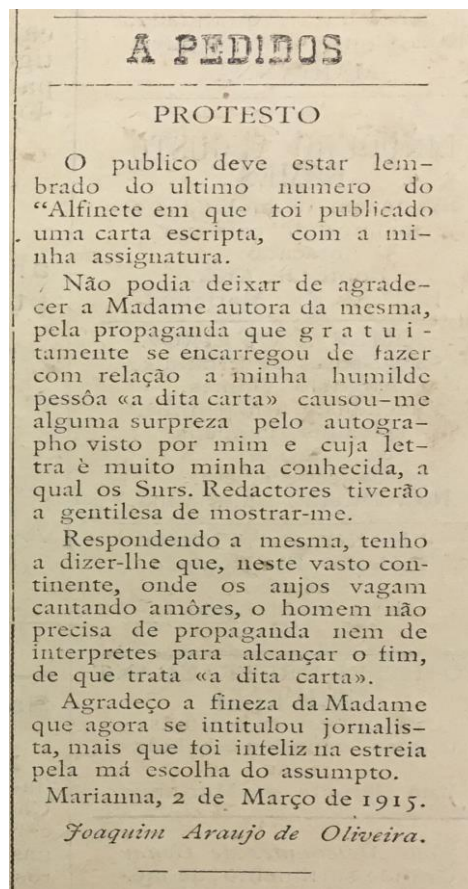 A PEDIDOS
PROTESTO
O publico deve estar lem-
brado do ultimo numero do
“Alfinete em que foi publicado
uma carta escripta, com a mi-
nha assignatura.
Não podia deixar de agrade-
cer a Madame autora da mesma,
pela propaganda que g r a t u i -
tamente se encarregou de fazer
com relação a minha humilde
pessôa «a dita carta» causou-me
alguma surpreza pelo autogra-
pho visto por mim e cuja let-
tra è muito minha conhecida, a
qual os Snrs. Redactores tiverão
a gentilesa de mostrar-me.
Respondendo a mesma, tenho
a dizer-lhe que, neste vasto con-
tinente, onde os anjos vagam
cantando amôres, o homem não
precisa de propaganda nem de
interpretes para alcançar o fim,
de que trata «a dita carta».
Agradeço a fineza da Madame
que agora se intitulou jornalis-
ta, mais que foi infeliz na estreia
pela má escolha do assumpto.
Marianna, 2 de Março de 1915.
Joaquim Araujo de Oliveira.